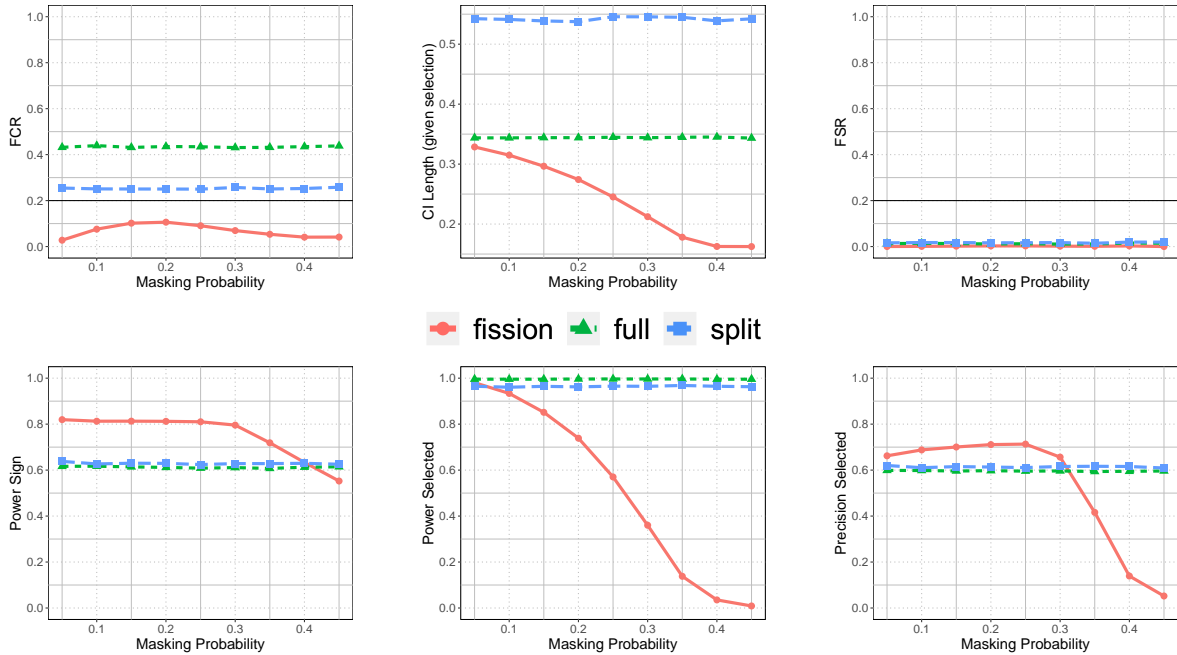 FCR
1.0
0.8
0.6
0.4
0.2
0.0
0.1 0.2 0.3 0.4
Masking Probability
CI Length (given selection)
0.5
0.4
0.3
0.2
0.1 0.2 0.3 0.4
Masking Probability
FSR
1.0
0.8
0.6
0.4
0.2
0.0
0.1 0.2 0.3 0.4
Masking Probability
fission full split
Power Sign
1.0
0.8
0.6
0.4
0.2
0.0
0.1 0.2 0.3 0.4
Masking Probability
Power Selected
1.0
0.8
0.6
0.4
0.2
0.0
0.1 0.2 0.3 0.4
Masking Probability
Precision Selected
1.0
0.8
0.6
0.4
0.2
0.0
0.1 0.2 0.3 0.4
Masking Probability